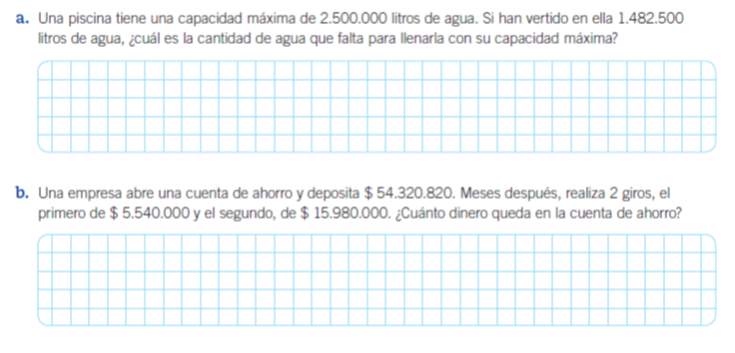 a. Una piscina tiene una capacidad máxima de 2.500.000 litros de agua. Si han vertido en ella 1.482.500
litros de agua, ¿cuál es la cantidad de agua que falta para llenarla con su capacidad máxima?
b. Una empresa abre una cuenta de ahorro y deposita $ 54.320.820. Meses después, realiza 2 giros, el
primero de $ 5.540.000 y el segundo, de $ 15.980.000. ¿Cuánto dinero queda en la cuenta de ahorro?